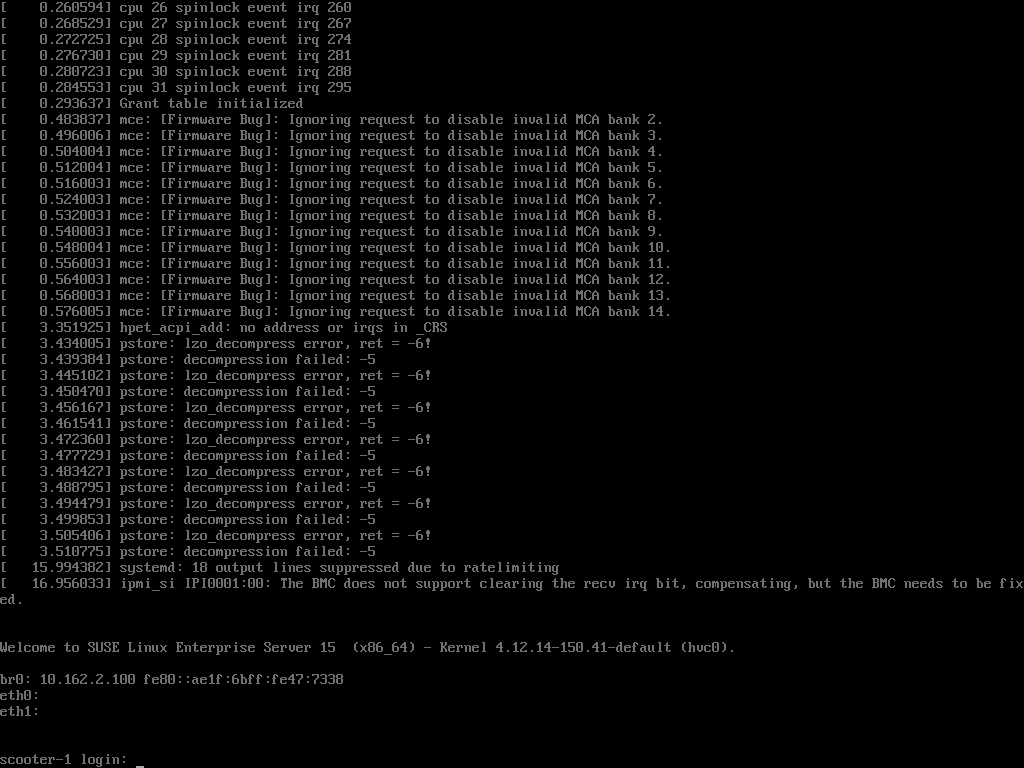 [    0.260594] cpu 26 spinlock event irq 260
[    0.268529] cpu 27 spinlock event irq 267
[    0.272725] cpu 28 spinlock event irq 274
[    0.276730] cpu 29 spinlock event irq 281
[    0.280723] cpu 30 spinlock event irq 288
[    0.284553] cpu 31 spinlock event irq 295
[    0.293637] Grant table initialized
[    0.483837] mce: [Firmware Bug]: Ignoring request to disable invalid MCA bank 2.
[    0.496006] mce: [Firmware Bug]: Ignoring request to disable invalid MCA bank 3.
[    0.504004] mce: [Firmware Bug]: Ignoring request to disable invalid MCA bank 4.
[    0.512004] mce: [Firmware Bug]: Ignoring request to disable invalid MCA bank 5.
[    0.516003] mce: [Firmware Bug]: Ignoring request to disable invalid MCA bank 6.
[    0.524003] mce: [Firmware Bug]: Ignoring request to disable invalid MCA bank 7.
[    0.532003] mce: [Firmware Bug]: Ignoring request to disable invalid MCA bank 8.
[    0.540003] mce: [Firmware Bug]: Ignoring request to disable invalid MCA bank 9.
[    0.548004] mce: [Firmware Bug]: Ignoring request to disable invalid MCA bank 10.
[    0.556003] mce: [Firmware Bug]: Ignoring request to disable invalid MCA bank 11.
[    0.564003] mce: [Firmware Bug]: Ignoring request to disable invalid MCA bank 12.
[    0.568003] mce: [Firmware Bug]: Ignoring request to disable invalid MCA bank 13.
[    0.576005] mce: [Firmware Bug]: Ignoring request to disable invalid MCA bank 14.
[    3.351925] hpet_acpi_add: no address or irqs in _CRS
[    3.434005] pstore: lzo_decompress error, ret = -6!
[    3.439384] pstore: decompression failed: -5
[    3.445102] pstore: lzo_decompress error, ret = -6!
[    3.450470] pstore: decompression failed: -5
[    3.456167] pstore: lzo_decompress error, ret = -6!
[    3.461541] pstore: decompression failed: -5
[    3.472360] pstore: lzo_decompress error, ret = -6!
[    3.477729] pstore: decompression failed: -5
[    3.483427] pstore: lzo_decompress error, ret = -6!
[    3.488795] pstore: decompression failed: -5
[    3.494479] pstore: lzo_decompress error, ret = -6!
[    3.499853] pstore: decompression failed: -5
[    3.505406] pstore: lzo_decompress error, ret = -6!
[    3.510775] pstore: decompression failed: -5
[   15.994382] systemd: 18 output lines suppressed due to ratelimiting
[   16.956033] ipmi_si IPI0001:00: The BMC does not support clearing the recv irq bit, compensating, but the BMC needs to be fix
ed.
Welcome to SUSE Linux Enterprise Server 15  (x86_64) - Kernel 4.12.14-150.41-default (hvc0).
br0: 10.162.2.100 fe80::ae1f:6bff:fe47:7338
eth0:
eth1:
scooter-1 login: _